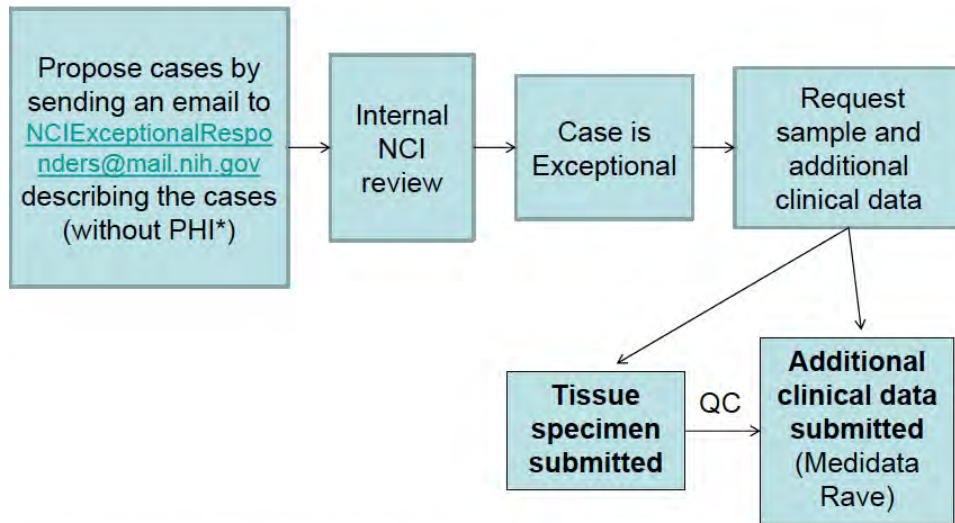 Propose cases by
sending an email to
NCIExceptionalRespo
nders@mail.nih.gov
describing the cases
(without PHI*)
Internal
NCI
review
Case is
Exceptional
Request
sample and
additional
clinical data
Tissue
specimen
submitted
QC
Additional
clinical data
submitted
(Medidata
Rave)